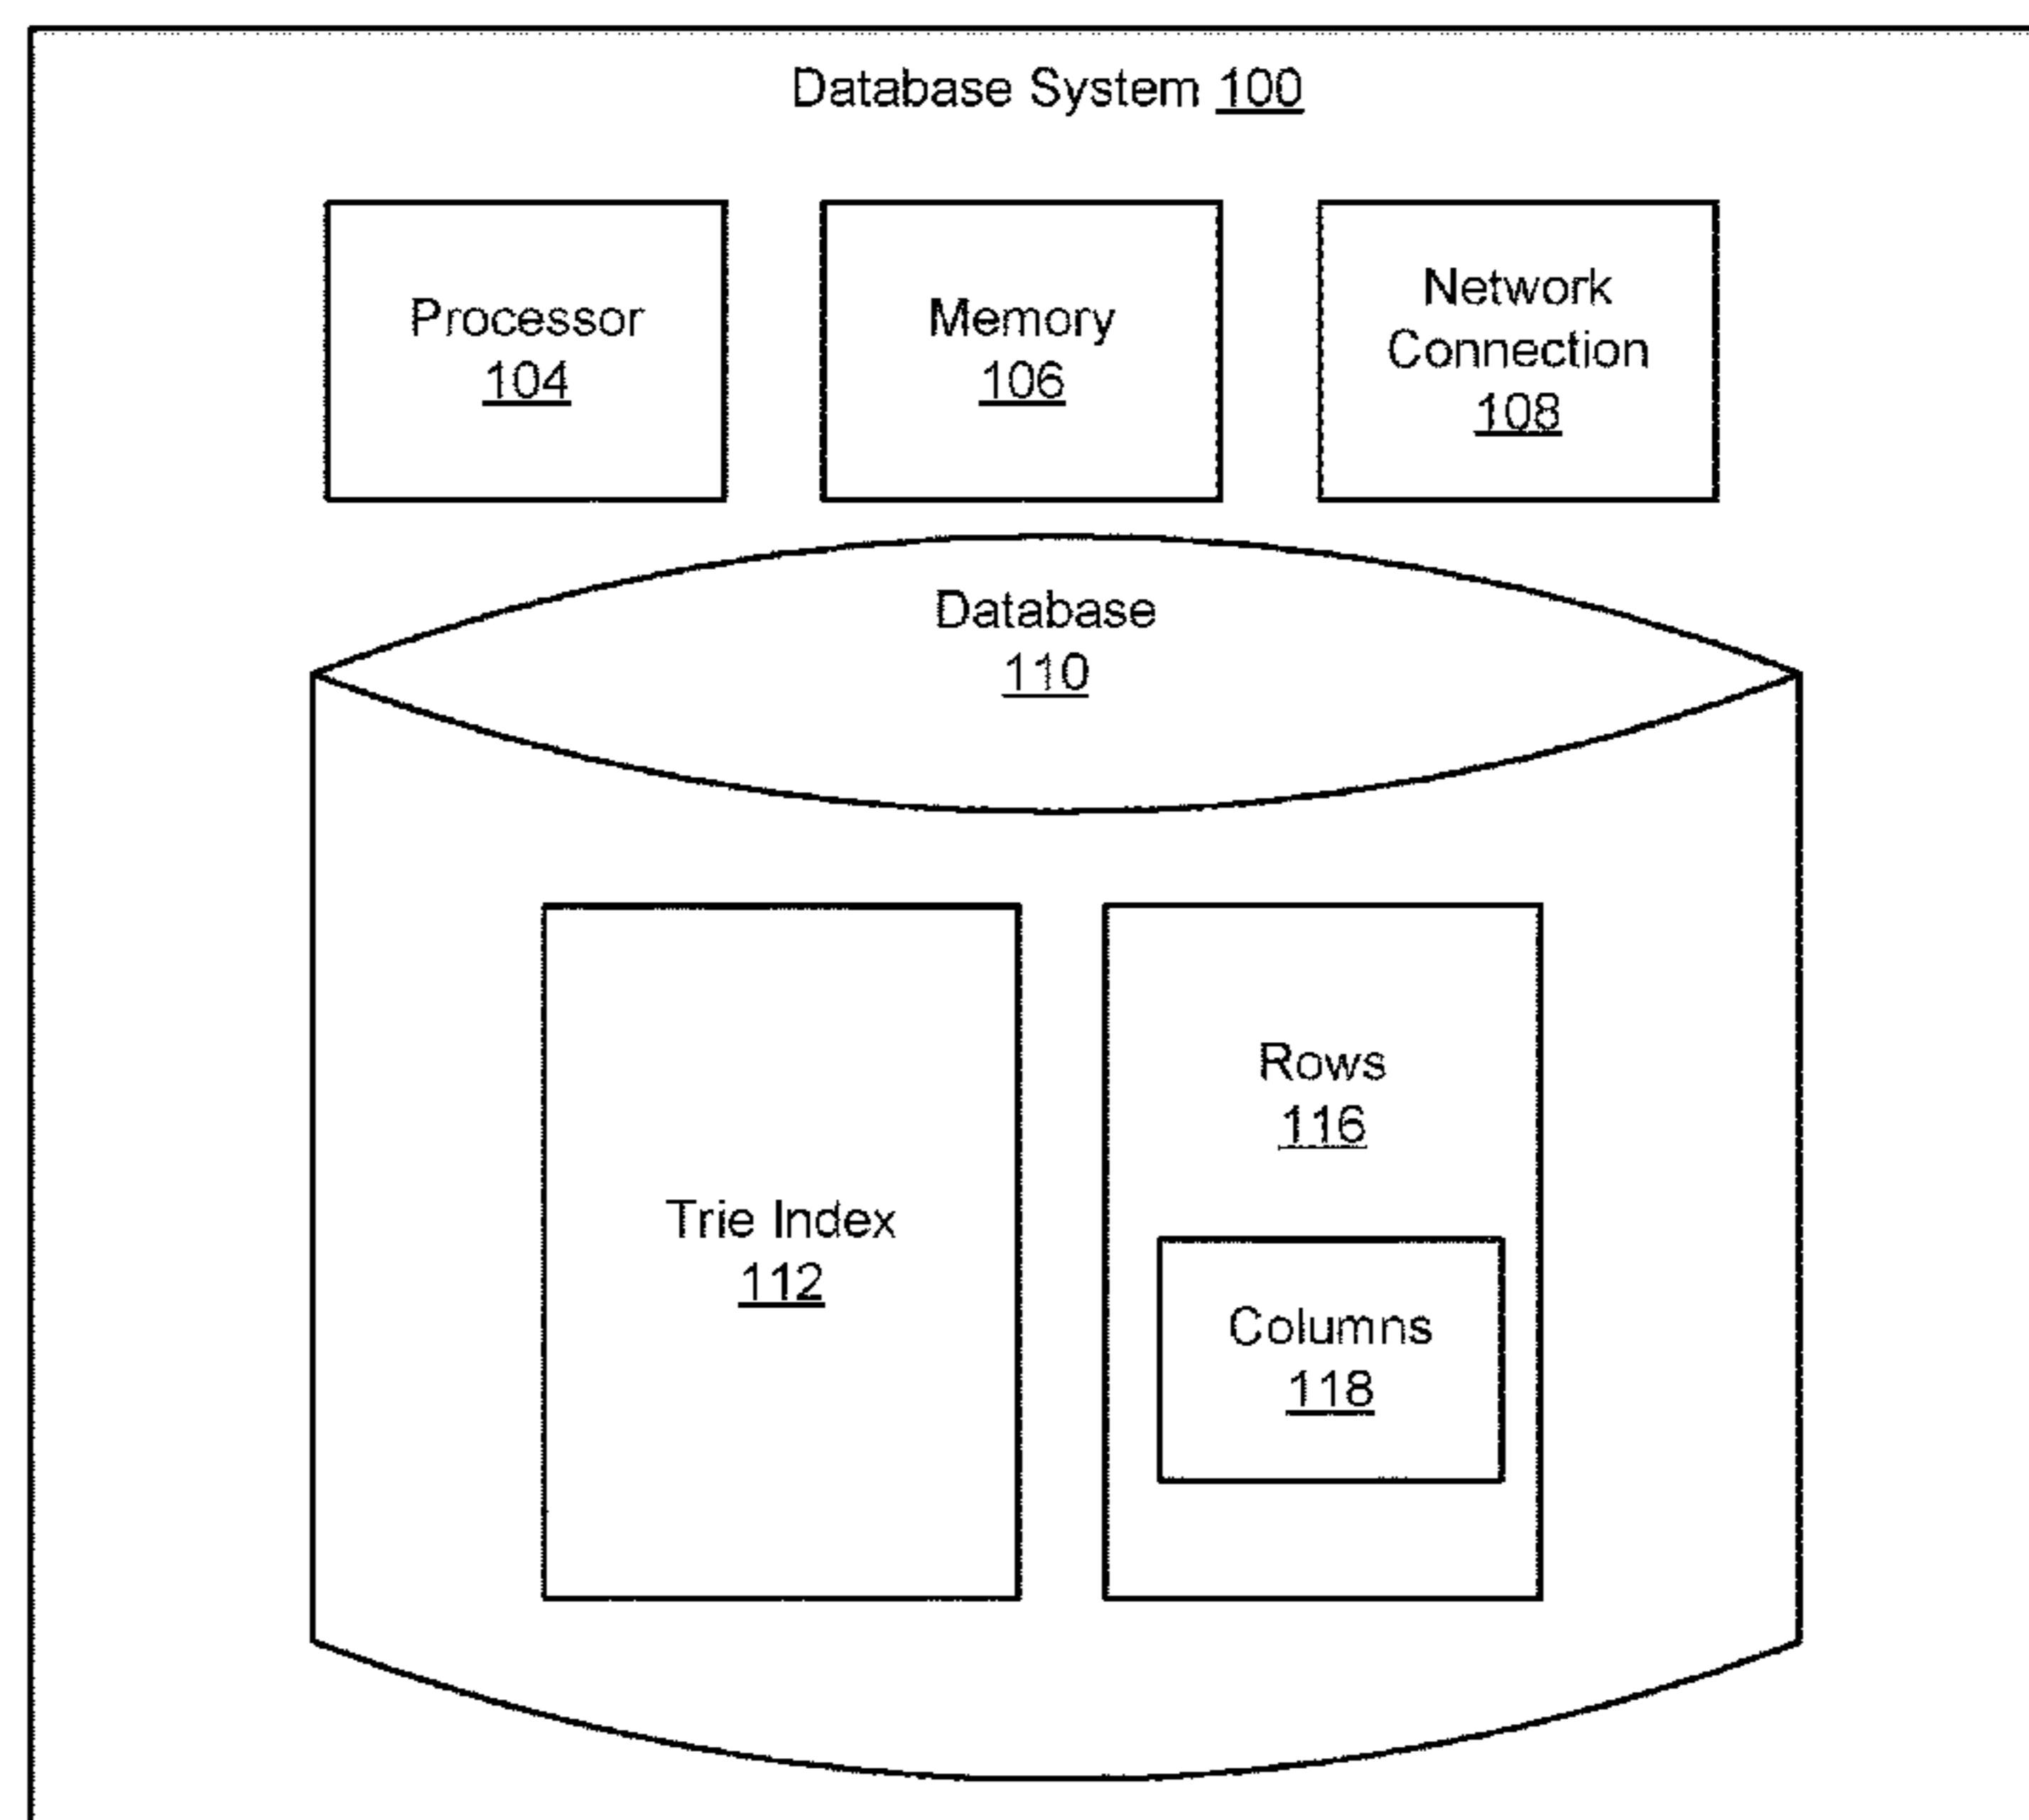 Database System 100
Processor
104
Memory
106
Network
Connection
108
Database
110
Trie Index
112
Rows
116
Columns
118